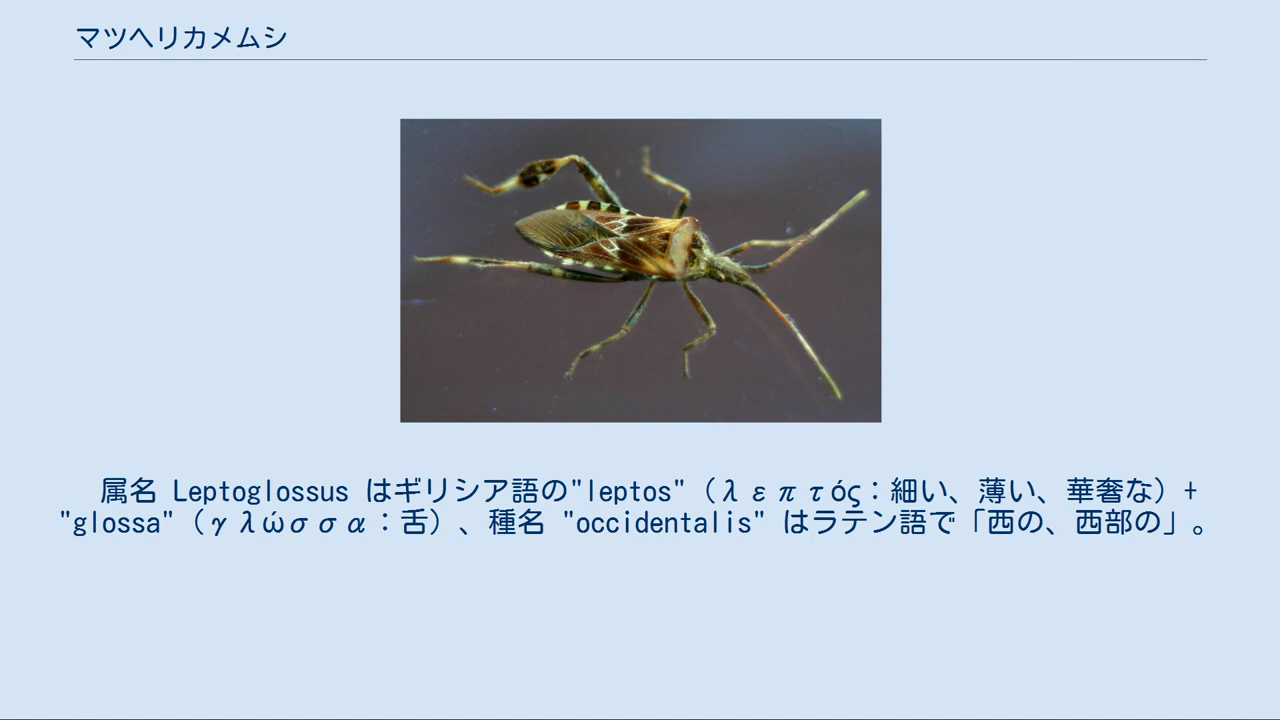 マツヘリカメムシ
属名 Leptoglossus はギリシア語の"leptos"（λεπτός：細い、薄い、華奢な）+
"glossa"（γλώσσα：舌）、種名 "occidentalis" はラテン語で「西の、西部の」。